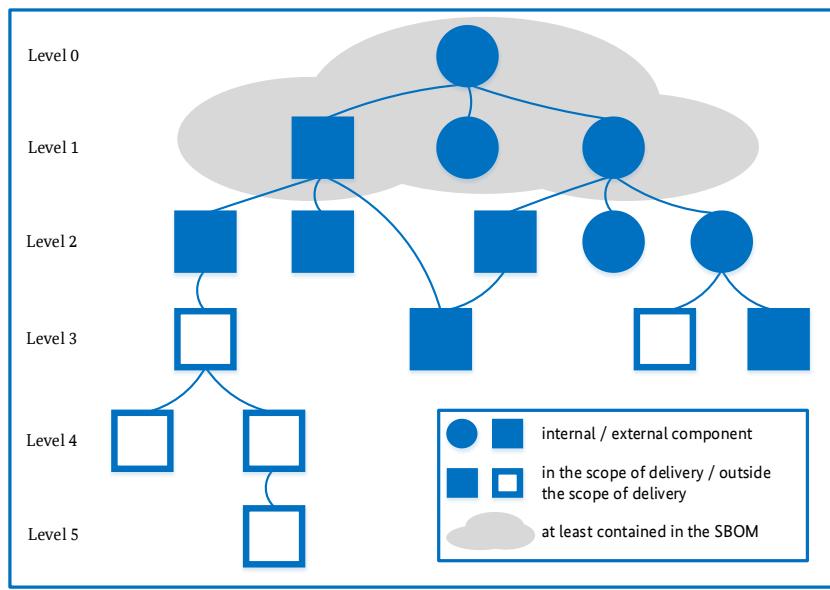 Level 0
Level 1
Level 2
Level 3
Level 4
Level 5
internal / external component
in the scope of delivery / outside
the scope of delivery
at least contained in the SBOM